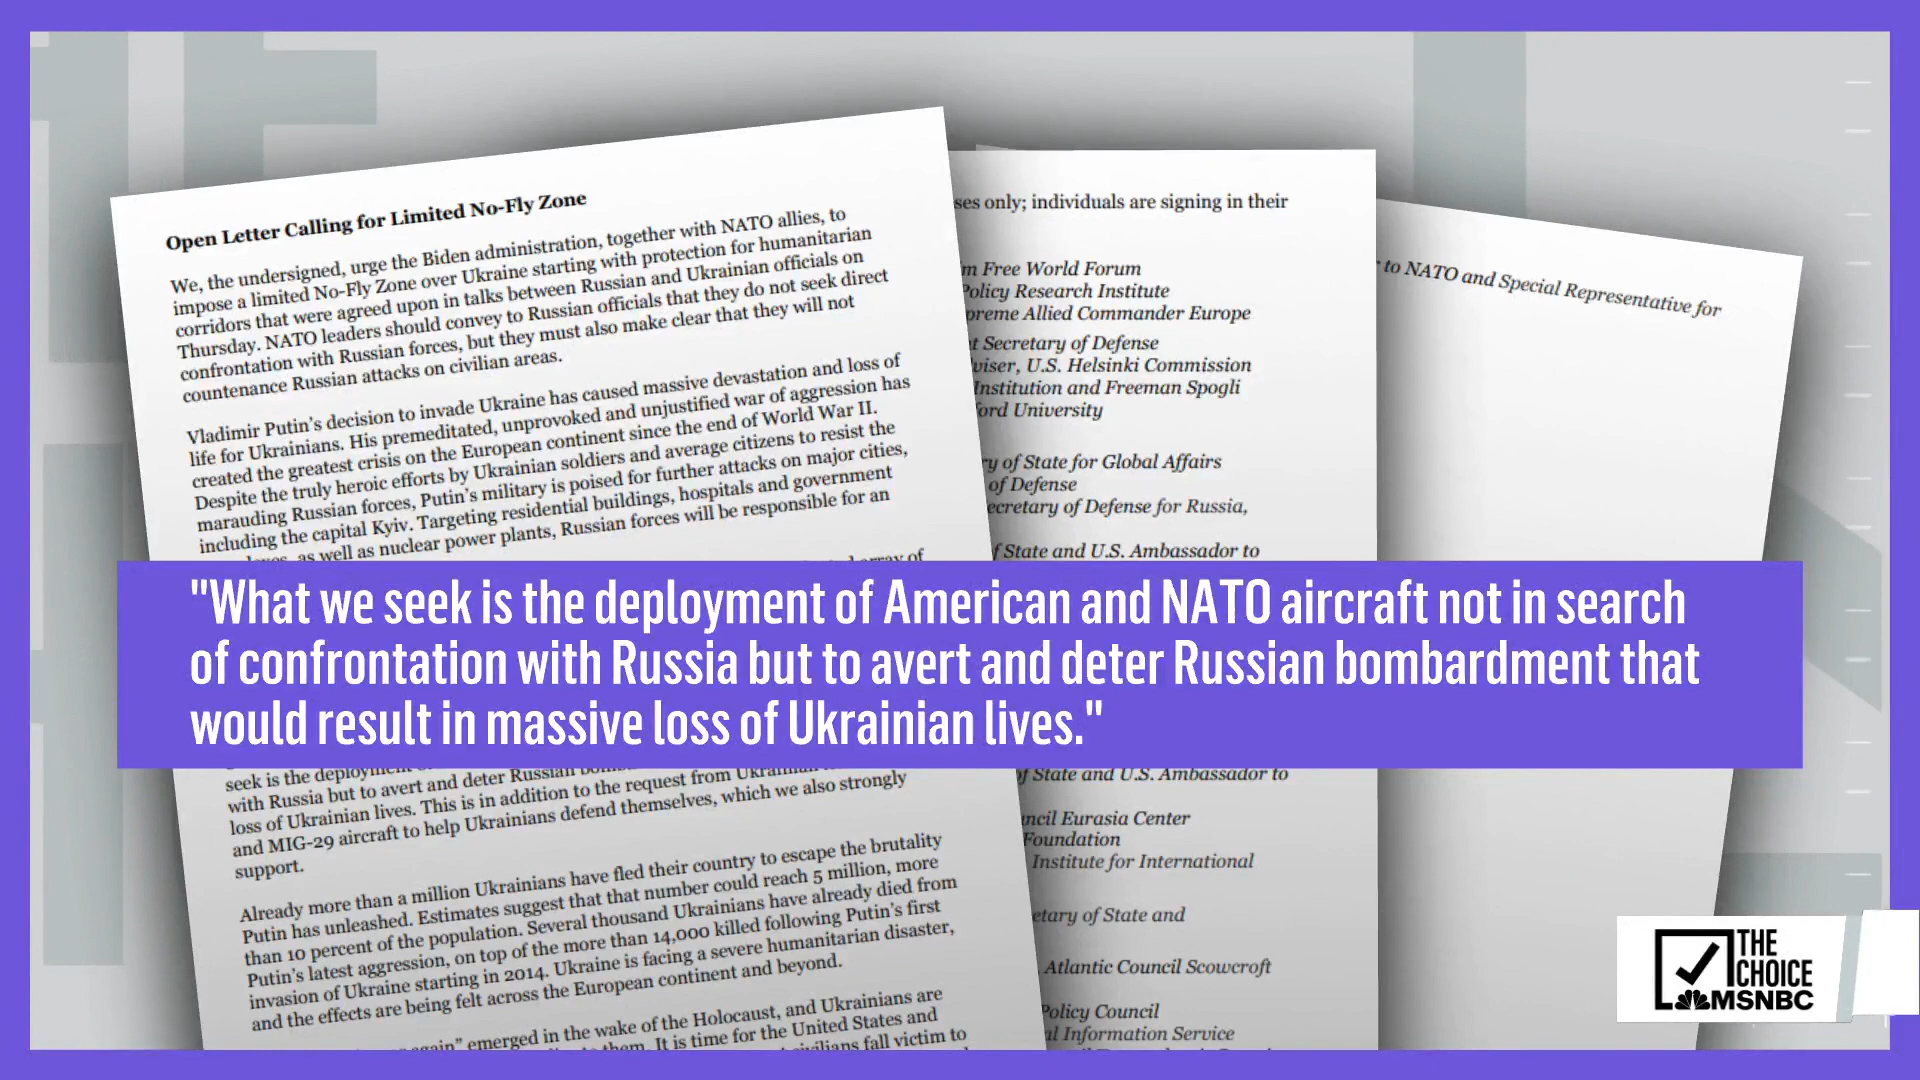 Open Letter Calling for Limited No-Fly Zone
We, the undersigned, urge the Biden administration, together with NATO allies, to
impose a limited No-Fly Zone over Ukraine starting with protection for humanitarian
corridors that were agreed upon in talks between Russian and Ukrainian officials on
Thursday. NATO leaders should convey to Russian officials that they do not seek direct
confrontation with Russian forces, but they must also make clear that they will not
countenance Russian attacks on civilian areas.
Vladimir Putin's decision to invade Ukraine has caused massive devastation and loss of
life for Ukrainians. His premeditated, unprovoked and unjustified war of aggression has
created the greatest crisis on the European continent since the end of World War II.
Despite the truly heroic efforts by Ukrainian soldiers and average citizens to resist the
marauding Russian forces, Putin's military is poised for further attacks on major cities,
including the capital Kyiv. Targeting residential buildings, hospitals and government
as well as nuclear power plants, Russian forces will be responsible for an
array of
"What we seek is the deployment of American and NATO aircraft not in search
of confrontation with Russia but to avert and deter Russian bombardment that
would result in massive loss of Ukrainian lives."
seek is the deployment
with Russia but to avert and deter Russian
loss of Ukrainian lives. This is in addition to the request from Ukrainian
and MIG-29 aircraft to help Ukrainians defend themselves, which we also strongly
support.
Already more than a million Ukrainians have fled their country to escape the brutality
Putin has unleashed. Estimates suggest that that number could reach 5 million, more
than 10 percent of the population. Several thousand Ukrainians have already died from
Putin's latest aggression, on top of the more than 14,000 killed following Putin's first
invasion of Ukraine starting in 2014. Ukraine is facing a severe humanitarian disaster,
and the effects are being felt across the European continent and beyond.
again" emerged in the wake of the Holocaust, and Ukrainians are
them. It is time for the United States and
civilians fall victim to
ses only; individuals are signing in their
m Free World Forum
Policy Research Institute
preme Allied Commander Europe
t Secretary of Defense
viser, U.S. Helsinki Commission
Institution and Freeman Spogli
ford University
y of State for Global Affairs
of Defense
ecretary of Defense for Russia,
f State and U.S. Ambassador to
of State and U.S. Ambassador to
ncil Eurasia Center
Foundation
Institute for International
etary of State and
Atlantic Council Scowcroft
Policy Council
al Information Service
r to NATO and Special Representative for
THE
CHOICE
MSNBC